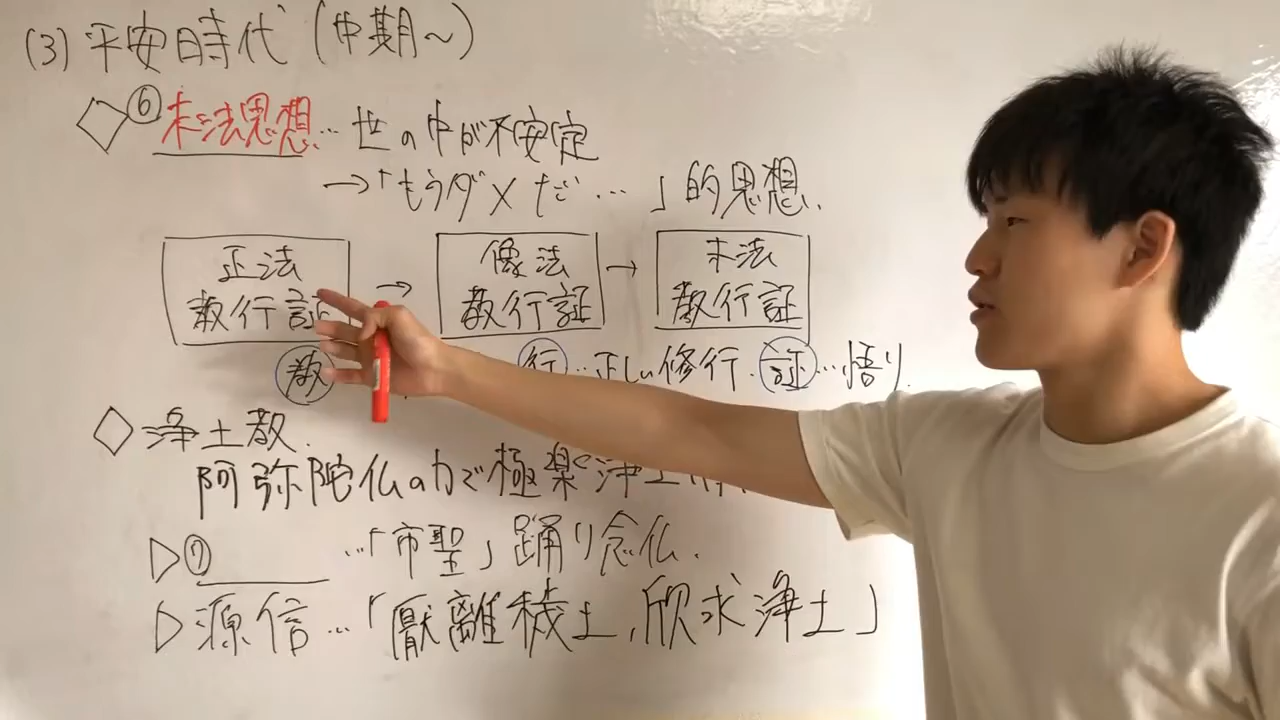 (3) 平安時代 (中期～)
◇⑥末法思想… 世の中が不安定
→「もうダメだ…」的思想.
正法 教行証 → 像法 教行証 → 末法 教行証
教 行…正しい修行. 証…悟り.
◇浄土教.
阿弥陀仏の力で極楽浄土
▷⑦ …「市聖」踊り念仏.
▷源信…「厭離穢土,欣求浄土」